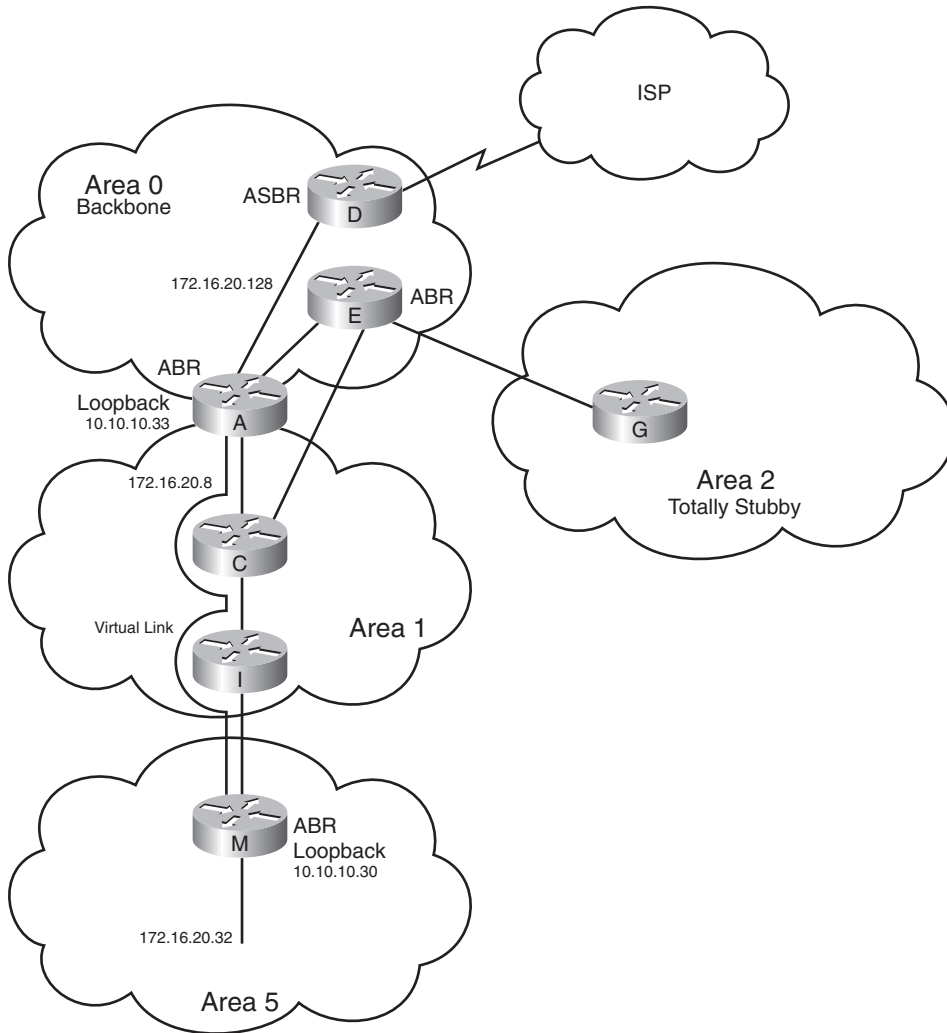 ISP
Area 0
Backbone
ASBR
D
172.16.20.128
E
ABR
ABR
Loopback
10.10.10.33
A
G
Area 2
Totally Stubby
172.16.20.8
C
Virtual Link
Area 1
I
M
ABR
Loopback
10.10.10.30
172.16.20.32
Area 5